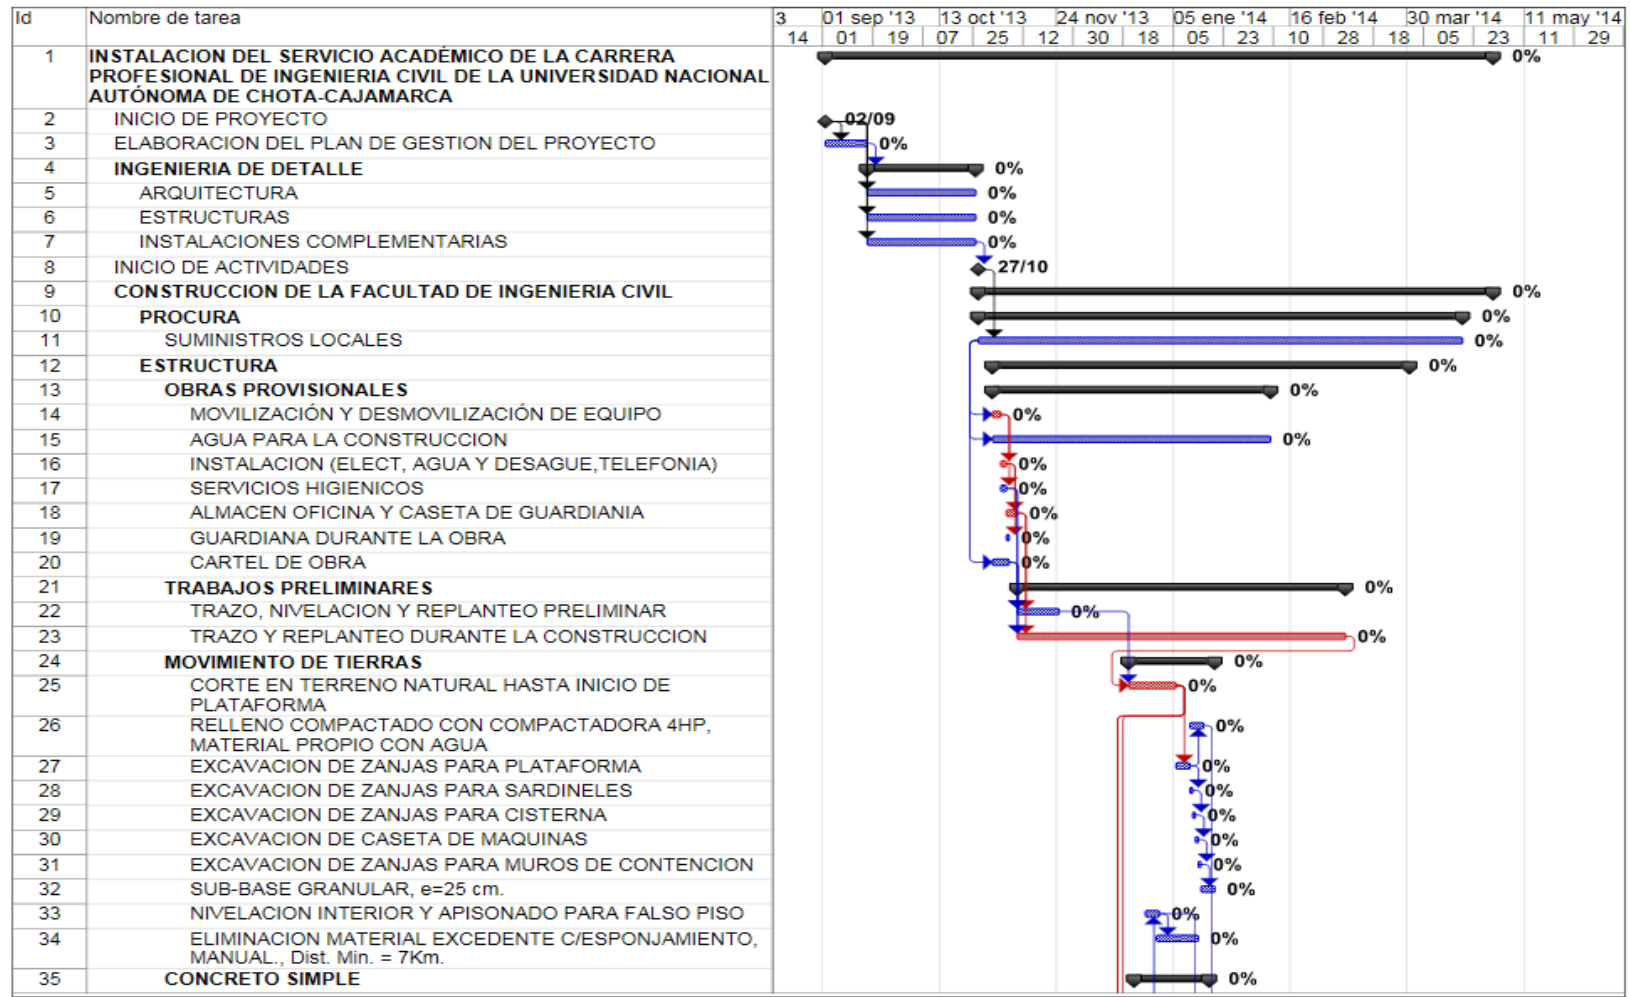 Id Nombre de tarea 3 01 sep '13 13 oct '13 24 nov '13 05 ene '14 16 feb '14 30 mar '14 11 may '14
14 01 19 07 25 12 30 18 05 23 10 28 18 05 23 11 29
1 INSTALACION DEL SERVICIO ACADÉMICO DE LA CARRERA 0%
PROFESIONAL DE INGENIERIA CIVIL DE LA UNIVERSIDAD NACIONAL
AUTÓNOMA DE CHOTA-CAJAMARCA
2 INICIO DE PROYECTO 02/09
3 ELABORACION DEL PLAN DE GESTION DEL PROYECTO 0%
4 INGENIERIA DE DETALLE 0%
5 ARQUITECTURA 0%
6 ESTRUCTURAS 0%
7 INSTALACIONES COMPLEMENTARIAS 0%
8 INICIO DE ACTIVIDADES 27/10
9 CONSTRUCCION DE LA FACULTAD DE INGENIERIA CIVIL 0%
10 PROCURA 0%
11 SUMINISTROS LOCALES 0%
12 ESTRUCTURA 0%
13 OBRAS PROVISIONALES 0%
14 MOVILIZACIÓN Y DESMOVILIZACIÓN DE EQUIPO 0%
15 AGUA PARA LA CONSTRUCCION 0%
16 INSTALACION (ELECT, AGUA Y DESAGUE,TELEFONIA) 0%
17 SERVICIOS HIGIENICOS 0%
18 ALMACEN OFICINA Y CASETA DE GUARDIANIA 0%
19 GUARDIANA DURANTE LA OBRA 0%
20 CARTEL DE OBRA 0%
21 TRABAJOS PRELIMINARES 0%
22 TRAZO, NIVELACION Y REPLANTEO PRELIMINAR 0%
23 TRAZO Y REPLANTEO DURANTE LA CONSTRUCCION 0%
24 MOVIMIENTO DE TIERRAS 0%
25 CORTE EN TERRENO NATURAL HASTA INICIO DE 0%
PLATAFORMA
26 RELLENO COMPACTADO CON COMPACTADORA 4HP, 0%
MATERIAL PROPIO CON AGUA
27 EXCAVACION DE ZANJAS PARA PLATAFORMA 0%
28 EXCAVACION DE ZANJAS PARA SARDINELES 0%
29 EXCAVACION DE ZANJAS PARA CISTERNA 0%
30 EXCAVACION DE CASETA DE MAQUINAS 0%
31 EXCAVACION DE ZANJAS PARA MUROS DE CONTENCION 0%
32 SUB-BASE GRANULAR, e=25 cm. 0%
33 NIVELACION INTERIOR Y APISONADO PARA FALSO PISO 0%
34 ELIMINACION MATERIAL EXCEDENTE C/ESPONJAMIENTO, 0%
MANUAL., Dist. Min. = 7Km.
35 CONCRETO SIMPLE 0%